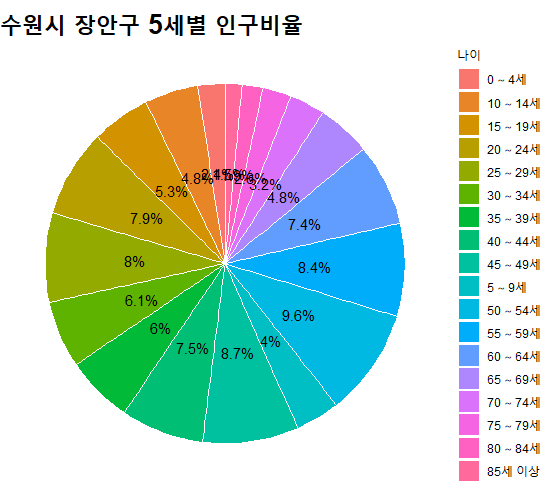 수원시 장안구 5세별 인구비율
나이
0 ~ 4세
10 ~ 14세
15 ~ 19세
20 ~ 24세
25 ~ 29세
30 ~ 34세
35 ~ 39세
40 ~ 44세
45 ~ 49세
5 ~ 9세
50 ~ 54세
55 ~ 59세
60 ~ 64세
65 ~ 69세
70 ~ 74세
75 ~ 79세
80 ~ 84세
85세 이상
4.8%
5.3%
7.9%
8%
6.1%
6%
7.5%
8.7%
4%
9.6%
8.4%
7.4%
4.8%
3.2%